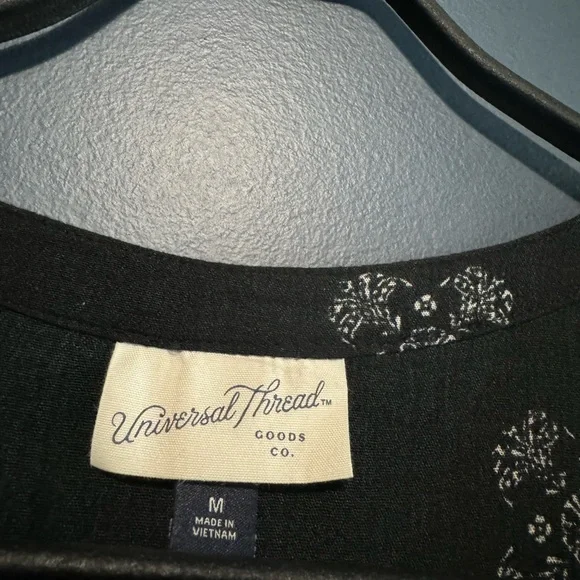 Universal Thread™
GOODS
CO.
M
MADE IN
VIETNAM